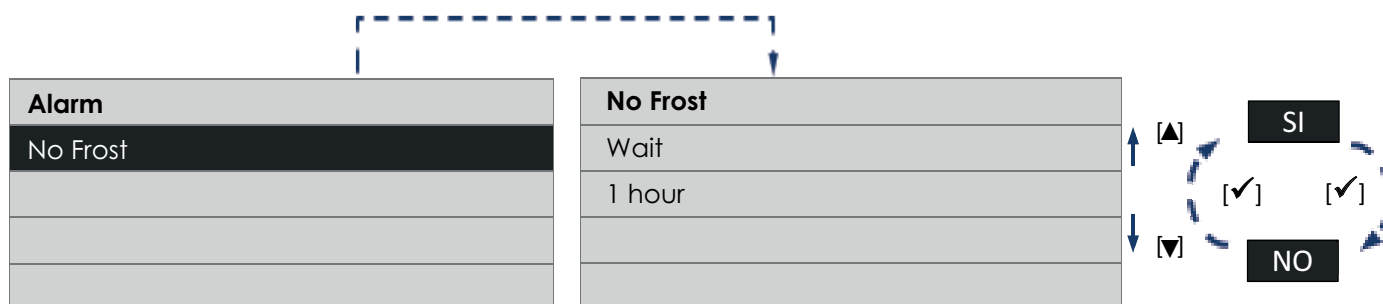 Alarm
No Frost
No Frost
Wait
1 hour
[▲]
[▼]
SI
[✓] [✓]
NO